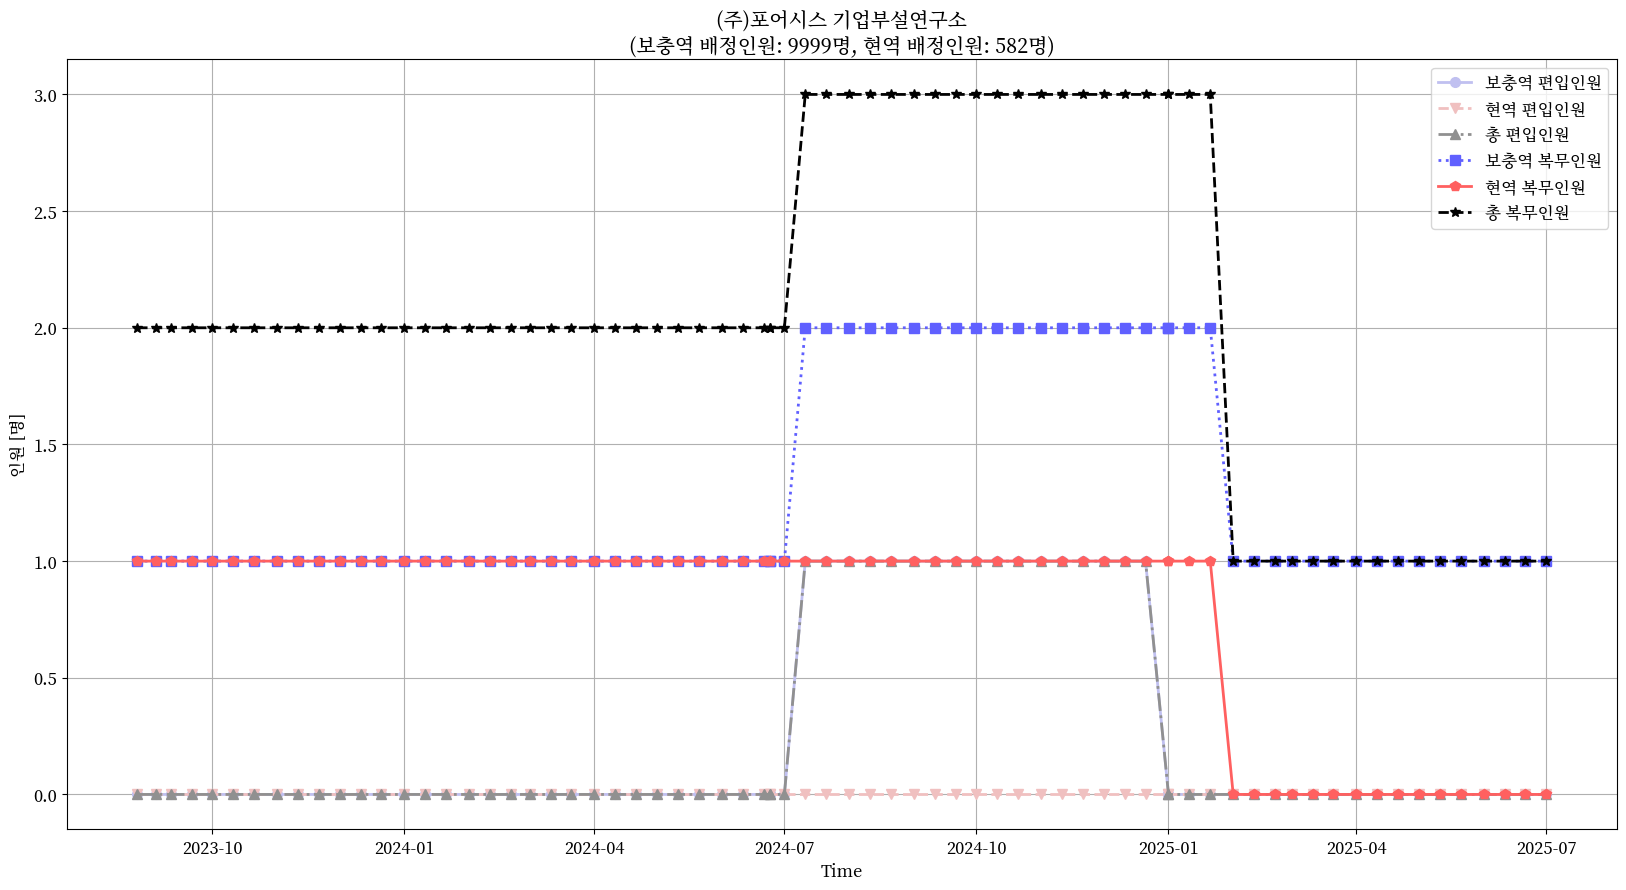 (주)포어시스 기업부설연구소
(보충역 배정인원: 9999명, 현역 배정인원: 582명)
보충역 편입인원
현역 편입인원
총 편입인원
보충역 복무인원
현역 복무인원
총 복무인원
인원 [명]
3.0
2.5
2.0
1.5
1.0
0.5
0.0
2023-10
2024-01
2024-04
2024-07
2024-10
2025-01
2025-04
2025-07
Time